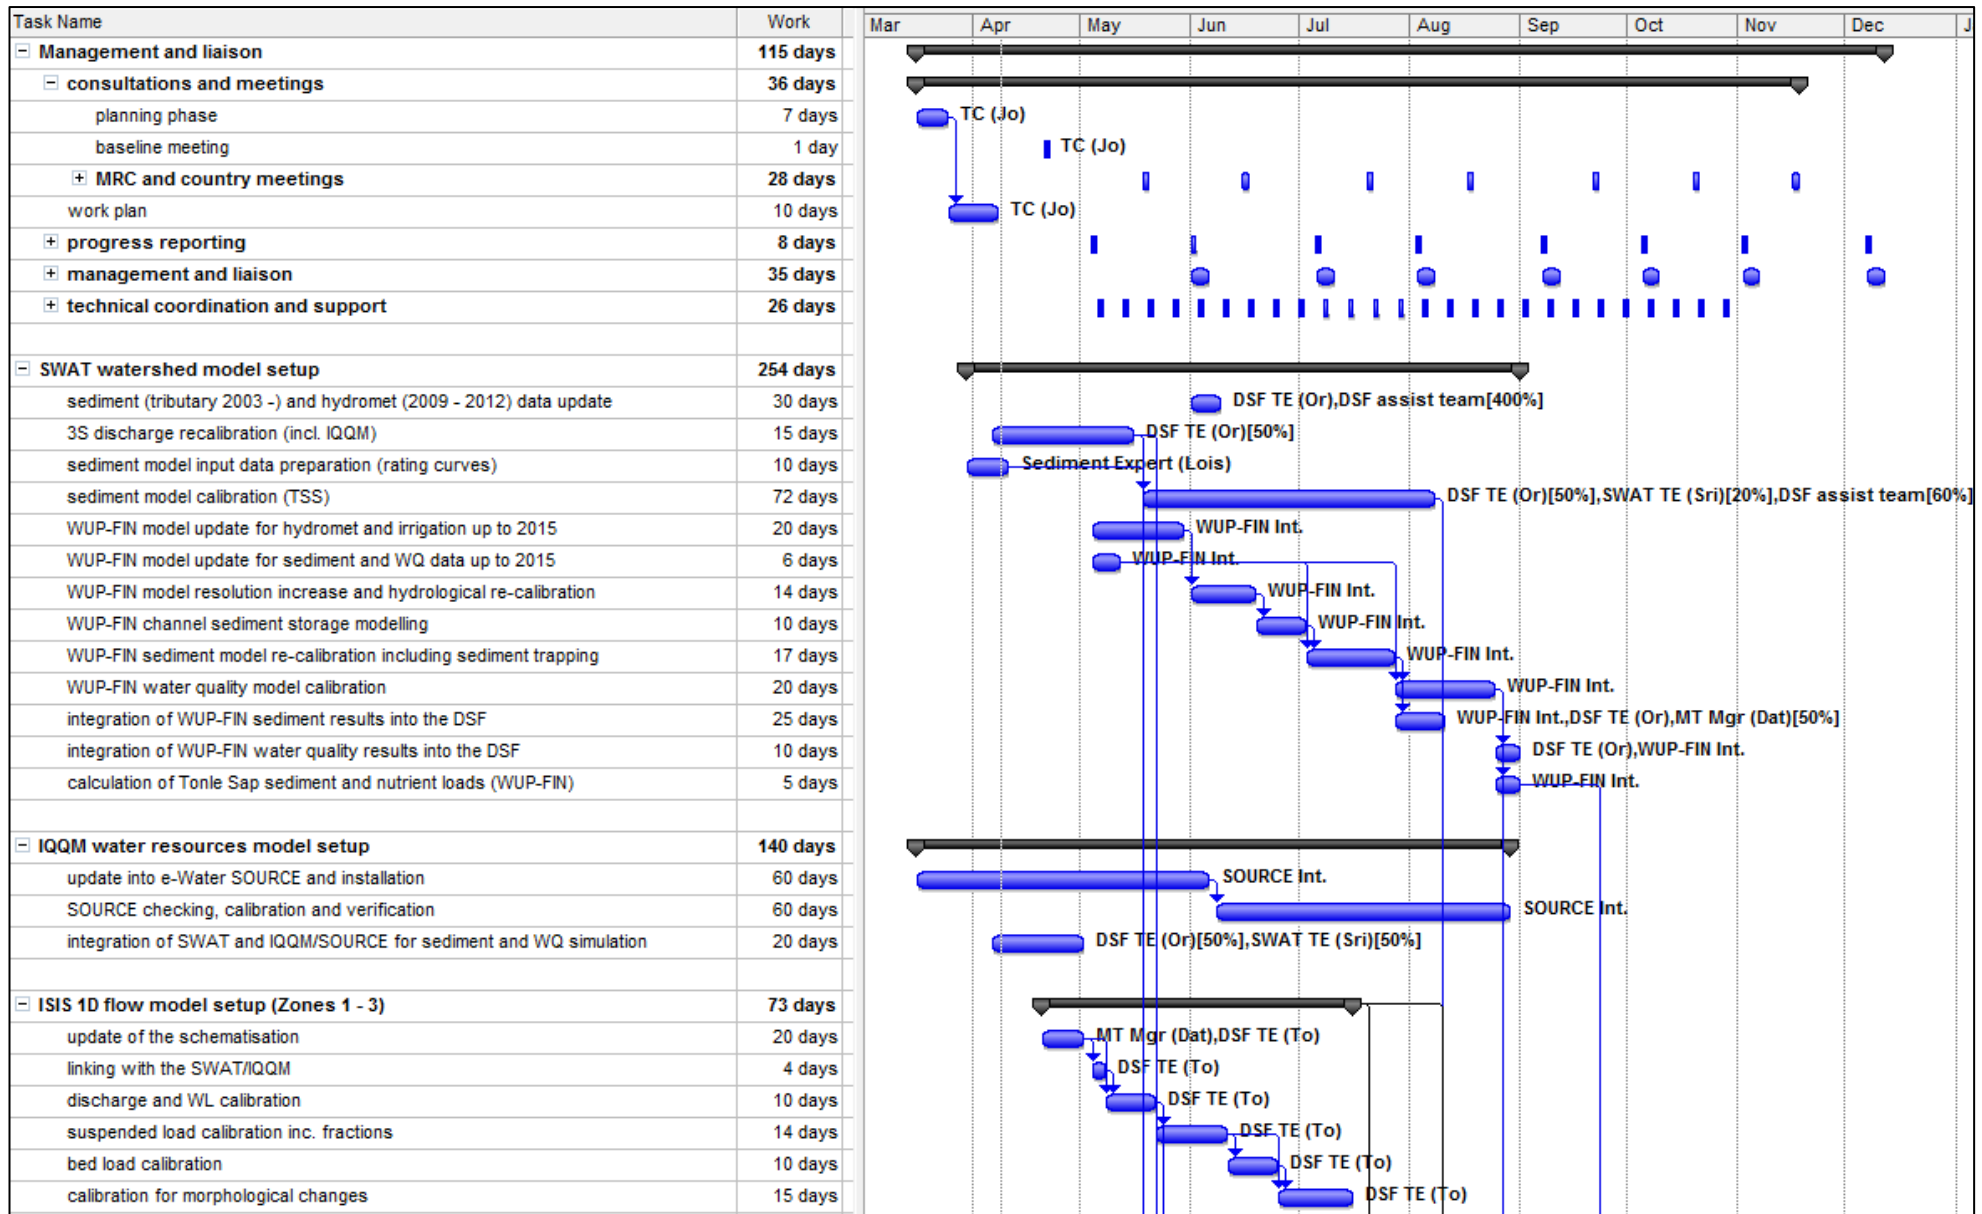 Task Name Work Mar Apr May Jun Jul Aug Sep Oct Nov Dec J
Management and liaison 115 days
consultations and meetings 36 days
planning phase 7 days TC (Jo)
baseline meeting 1 day TC (Jo)
MRC and country meetings 28 days
work plan 10 days TC (Jo)
progress reporting 8 days
management and liaison 35 days
technical coordination and support 26 days
SWAT watershed model setup 254 days
sediment (tributary 2003 -) and hydromet (2009 - 2012) data update 30 days DSF TE (Or),DSF assist team[400%]
3S discharge recalibration (incl. IQQM) 15 days DSF TE (Or)[50%]
sediment model input data preparation (rating curves) 10 days Sediment Expert (Lois)
sediment model calibration (TSS) 72 days DSF TE (Or)[50%],SWAT TE (Sri)[20%],DSF assist team[60%]
WUP-FIN model update for hydromet and irrigation up to 2015 20 days WUP-FIN Int.
WUP-FIN model update for sediment and WQ data up to 2015 6 days WUP-FIN Int.
WUP-FIN model resolution increase and hydrological re-calibration 14 days WUP-FIN Int.
WUP-FIN channel sediment storage modelling 10 days WUP-FIN Int.
WUP-FIN sediment model re-calibration including sediment trapping 17 days WUP-FIN Int.
WUP-FIN water quality model calibration 20 days WUP-FIN Int.
integration of WUP-FIN sediment results into the DSF 25 days WUP-FIN Int.,DSF TE (Or),MT Mgr (Dat)[50%]
integration of WUP-FIN water quality results into the DSF 10 days DSF TE (Or),WUP-FIN Int.
calculation of Tonle Sap sediment and nutrient loads (WUP-FIN) 5 days WUP-FIN Int.
IQQM water resources model setup 140 days
update into e-Water SOURCE and installation 60 days SOURCE Int.
SOURCE checking, calibration and verification 60 days SOURCE Int.
integration of SWAT and IQQM/SOURCE for sediment and WQ simulation 20 days DSF TE (Or)[50%],SWAT TE (Sri)[50%]
ISIS 1D flow model setup (Zones 1 - 3) 73 days
update of the schematisation 20 days MT Mgr (Dat),DSF TE (To)
linking with the SWAT/IQQM 4 days DSF TE (To)
discharge and WL calibration 10 days DSF TE (To)
suspended load calibration inc. fractions 14 days DSF TE (To)
bed load calibration 10 days DSF TE (To)
calibration for morphological changes 15 days DSF TE (To)